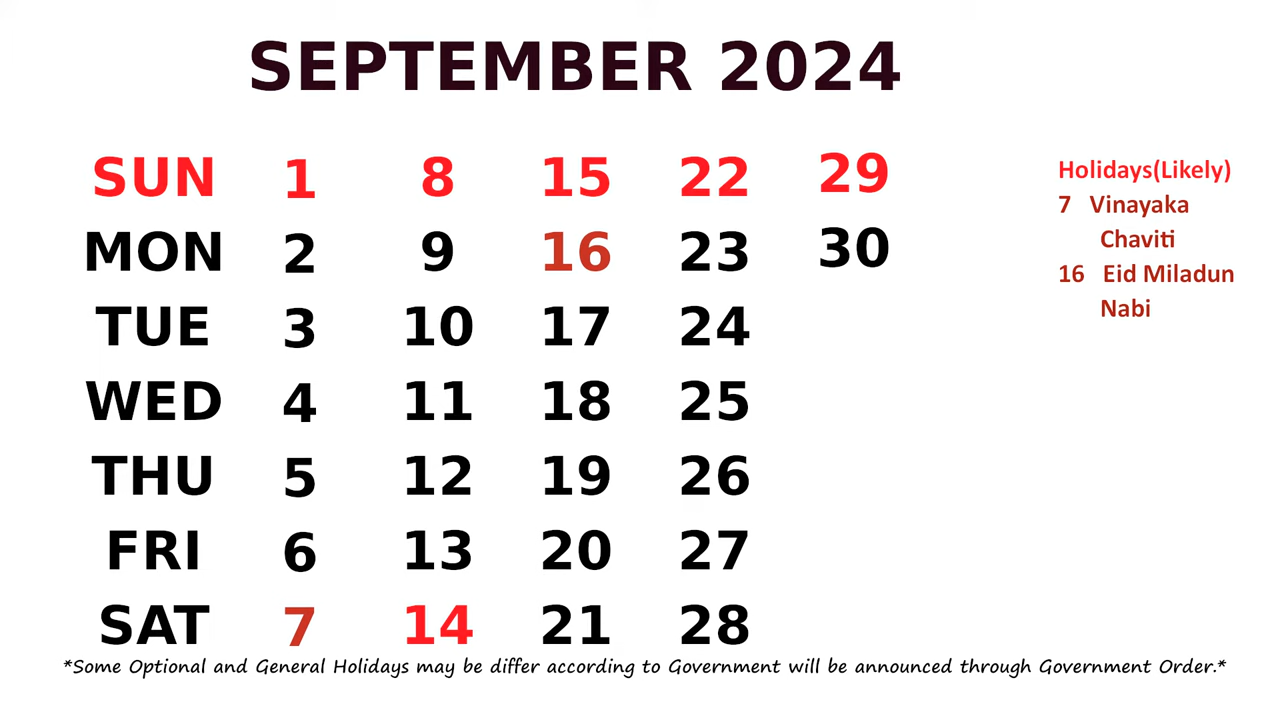 SEPTEMBER 2024
SUN 1 8 15 22 29
MON 2 9 16 23 30
TUE 3 10 17 24
WED 4 11 18 25
THU 5 12 19 26
FRI 6 13 20 27
SAT 7 14 21 28
Holidays(Likely)
7 Vinayaka
Chaviti
16 Eid Miladun
Nabi
*Some Optional and General Holidays may be differ according to Government will be announced through Government Order.*